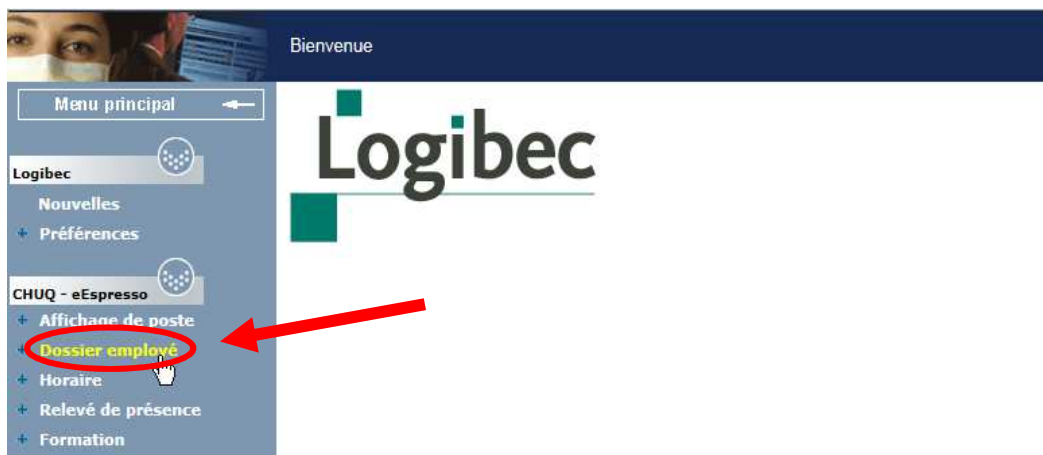 Bienvenue
Menu principal
Logibec
Logibec
Nouvelles
+ Préférences
CHUQ - eEspresso
+ Affichage de poste
+ Dossier employé
+ Horaire
+ Relevé de présence
+ Formation